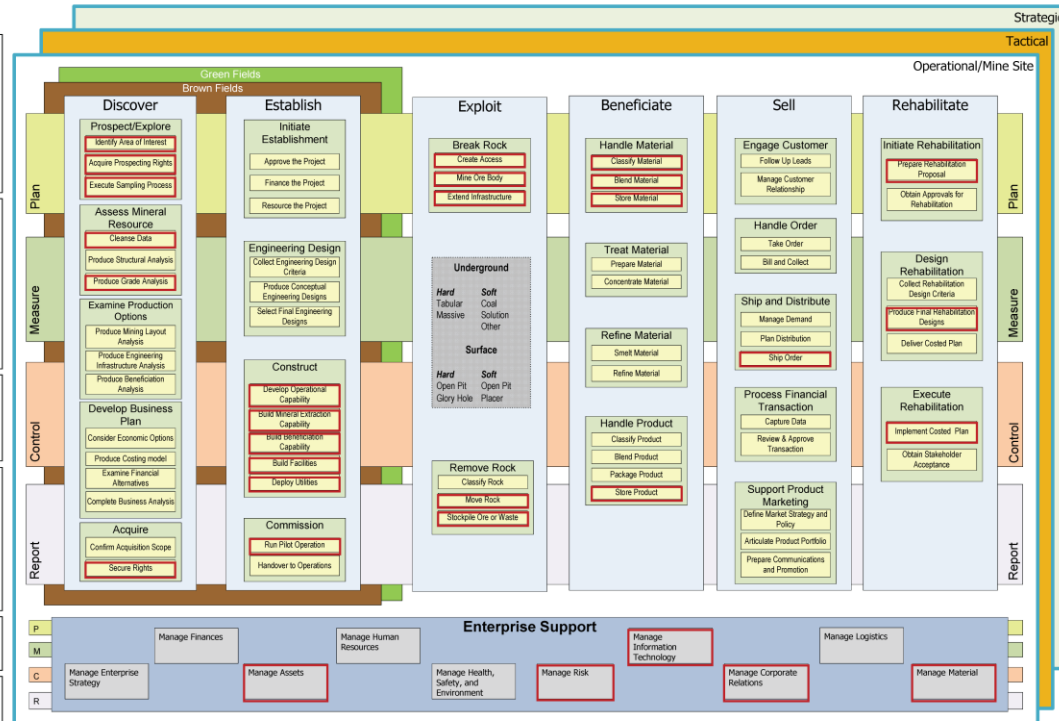 Strategic
Tactical
Operational/Mine Site
Green Fields
Brown Fields
Plan
Measure
Control
Report
Discover
Prospect/Explore
Identify Area of Interest
Acquire Prospecting Rights
Execute Sampling Process
Assess Mineral
Resource
Cleanse Data
Produce Structural Analysis
Produce Grade Analysis
Examine Production
Options
Produce Mining Layout
Analysis
Produce Engineering
Infrastructure Analysis
Produce Beneficiation
Analysis
Develop Business
Plan
Consider Economic Options
Produce Costing model
Examine Financial
Alternatives
Complete Business Analysis
Acquire
Confirm Acquisition Scope
Secure Rights
Establish
Initiate
Establishment
Approve the Project
Finance the Project
Resource the Project
Engineering Design
Collect Engineering Design
Criteria
Produce Conceptual
Engineering Designs
Select Final Engineering
Designs
Construct
Develop Operational
Capability
Build Mineral Extraction
Capability
Build Beneficiation
Capability
Build Facilities
Deploy Utilities
Commission
Run Pilot Operation
Handover to Operations
Exploit
Break Rock
Create Access
Mine Ore Body
Extend Infrastructure
Underground
Hard Soft
Tabular Coal
Massive Solution
Other
Surface
Hard Soft
Open Pit Open Pit
Glory Hole Placer
Remove Rock
Classify Rock
Move Rock
Stockpile Ore or Waste
Beneficiate
Handle Material
Classify Material
Blend Material
Store Material
Treat Material
Prepare Material
Concentrate Material
Refine Material
Smelt Material
Refine Material
Handle Product
Classify Product
Blend Product
Package Product
Store Product
Sell
Engage Customer
Follow Up Leads
Manage Customer
Relationship
Handle Order
Take Order
Bill and Collect
Ship and Distribute
Manage Demand
Plan Distribution
Ship Order
Process Financial
Transaction
Capture Data
Review & Approve
Transaction
Support Product
Marketing
Define Market Strategy and
Policy
Articulate Product Portfolio
Prepare Communications
and Promotion
Rehabilitate
Initiate Rehabilitation
Prepare Rehabilitation
Proposal
Obtain Approvals for
Rehabilitation
Design
Rehabilitation
Collect Rehabilitation
Design Criteria
Produce Final Rehabilitation
Designs
Deliver Costed Plan
Execute
Rehabilitation
Implement Costed Plan
Obtain Stakeholder
Acceptance
Plan
Measure
Control
Report
P
M
C
R
Enterprise Support
Manage Enterprise
Strategy
Manage Finances
Manage Assets
Manage Human
Resources
Manage Health,
Safety, and
Environment
Manage Risk
Manage
Information
Technology
Manage Corporate
Relations
Manage Logistics
Manage Material